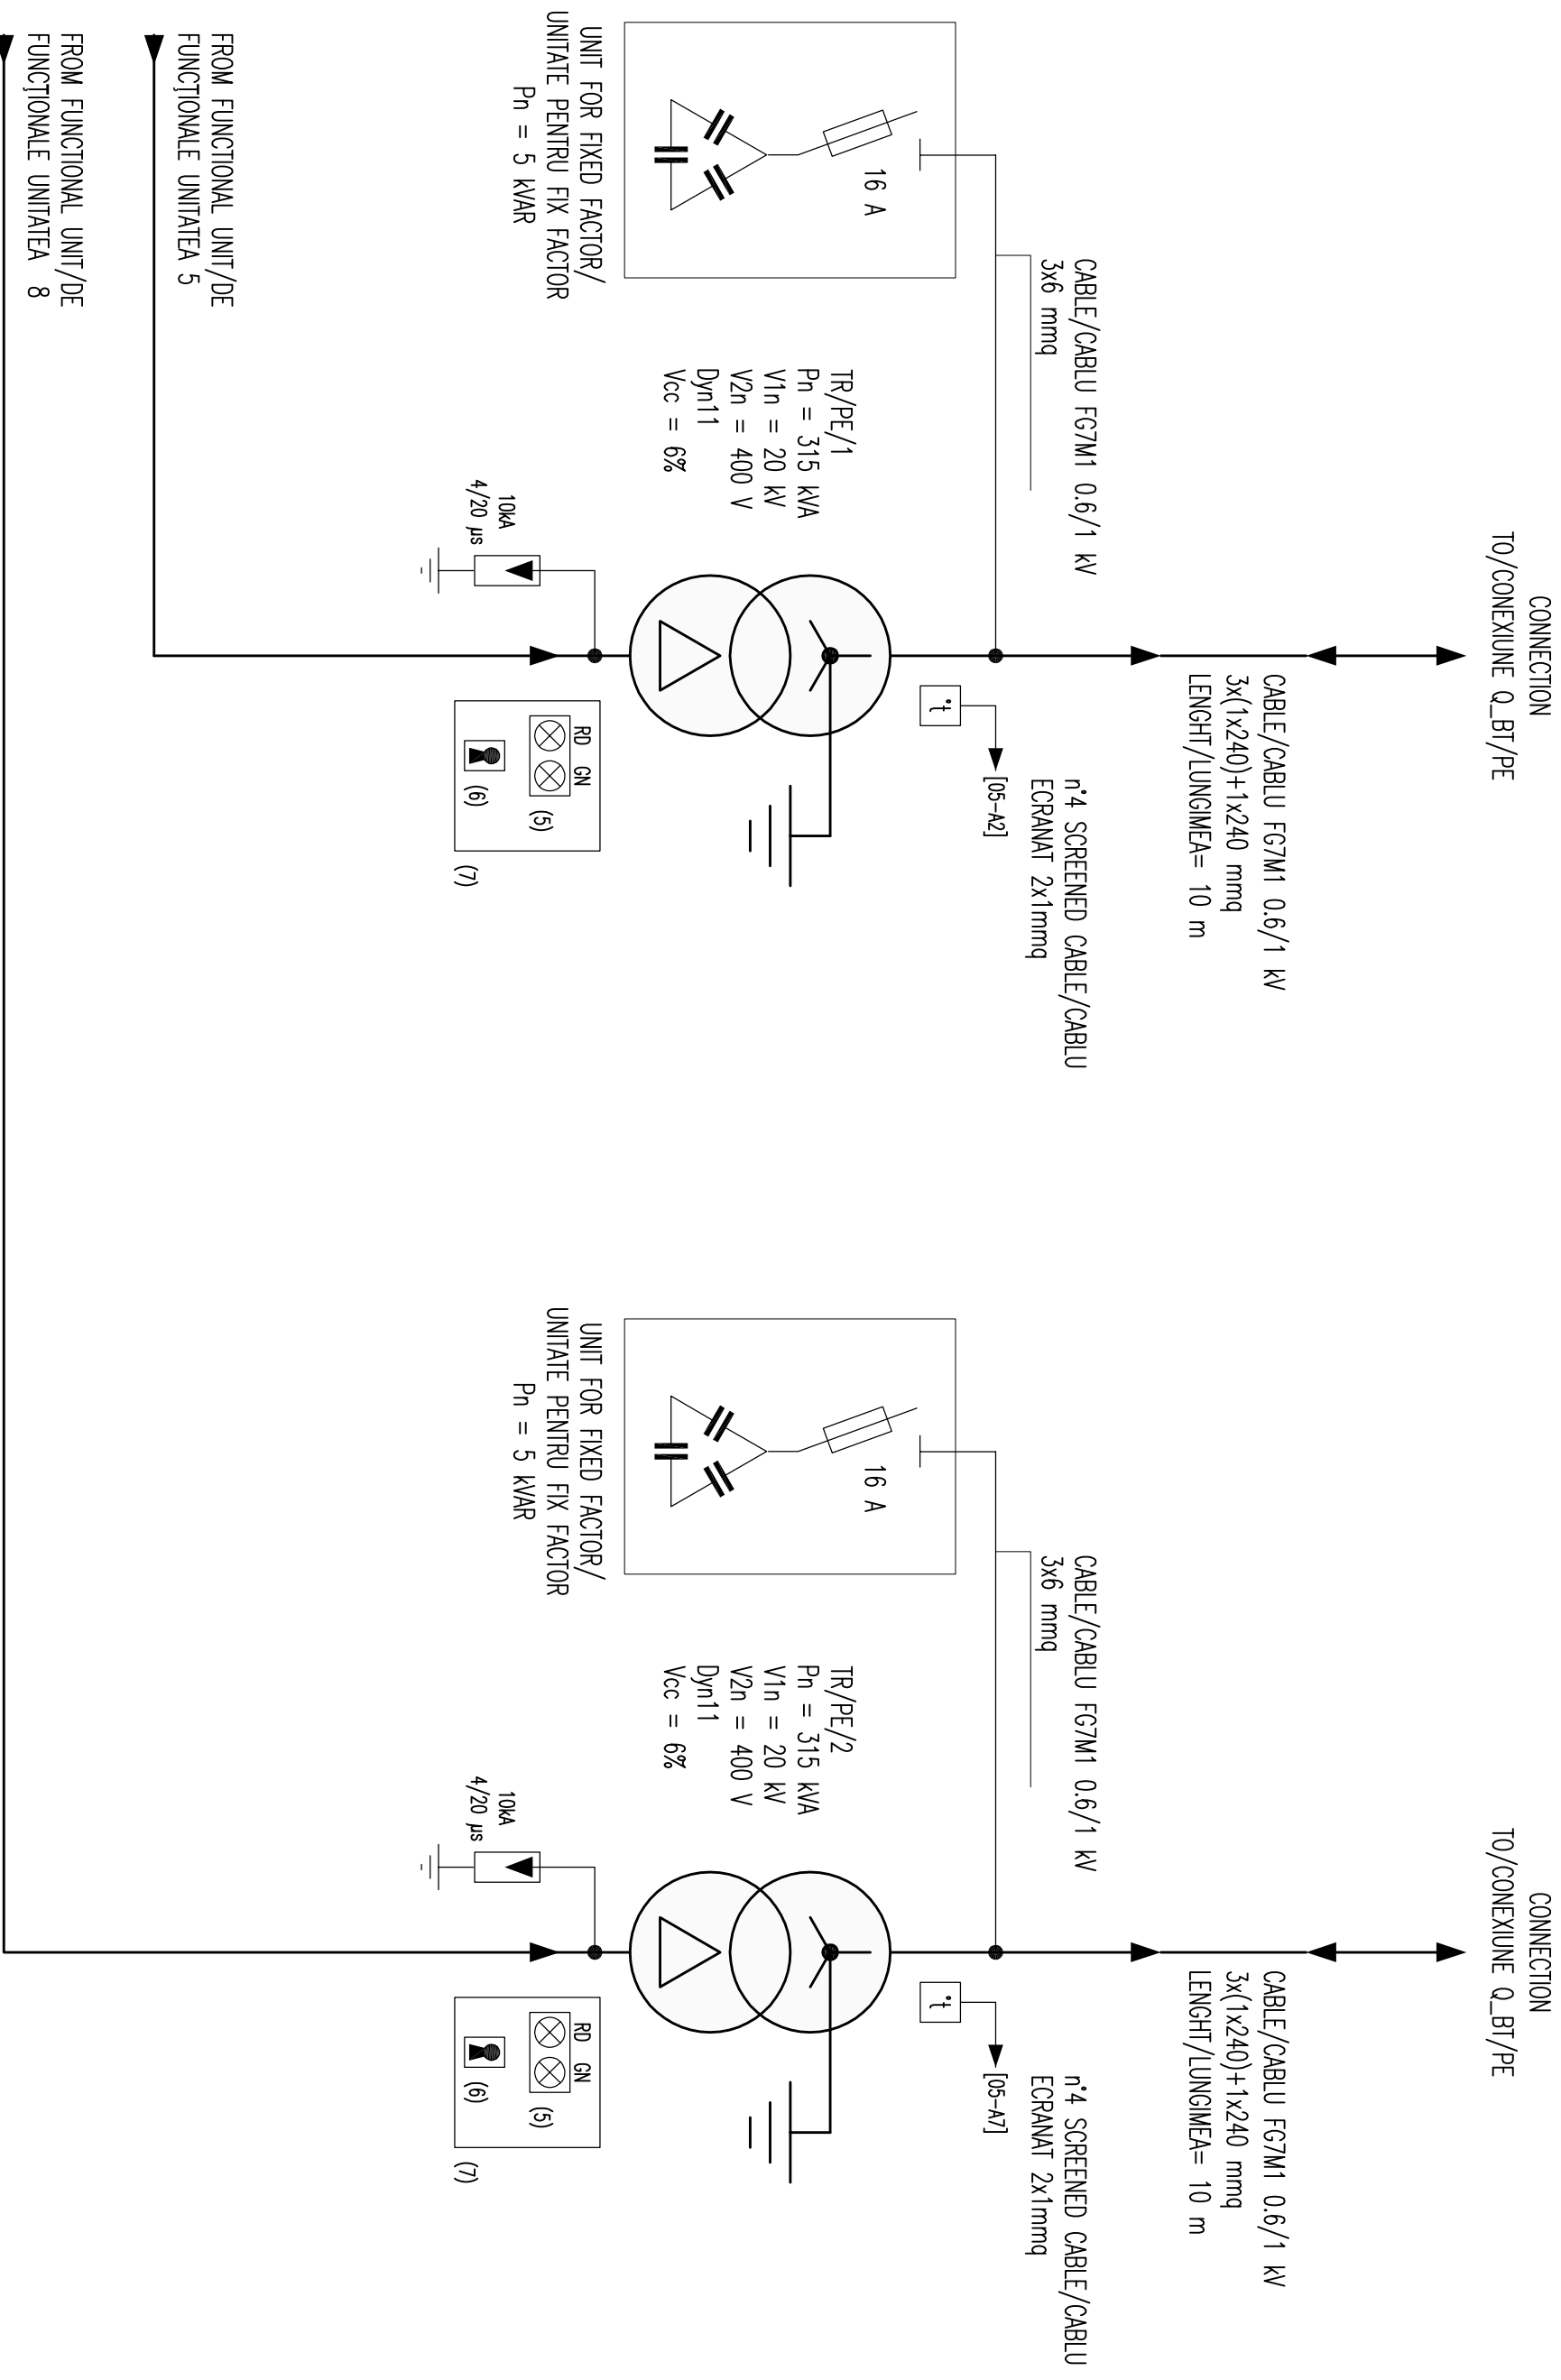 FROM FUNCTIONAL UNIT/DE
FUNCŢIONALE UNITATEA 8
FROM FUNCTIONAL UNIT/DE
FUNCŢIONALE UNITATEA 5
UNIT FOR FIXED FACTOR/
UNITATE PENTRU FIX FACTOR
Pn = 5 kVAR
16 A
CABLE/CABLU FG7M1 0.6/1 kV
3x6 mmq
TR/PE/1
Pn = 315 kVA
V1n = 20 kV
V2n = 400 V
Dyn11
Vcc = 6%
10kA
4/20 µs
RD GN
(5)
(6)
(7)
t°
[05-A2]
n°4 SCREENED CABLE/CABLU
ECRANAT 2x1mmq
CABLE/CABLU FG7M1 0.6/1 kV
3x(1x240)+1x240 mmq
LENGHT/LUNGIMEA= 10 m
CONNECTION
TO/CONEXIUNE Q_BT/PE
UNIT FOR FIXED FACTOR/
UNITATE PENTRU FIX FACTOR
Pn = 5 kVAR
16 A
CABLE/CABLU FG7M1 0.6/1 kV
3x6 mmq
TR/PE/2
Pn = 315 kVA
V1n = 20 kV
V2n = 400 V
Dyn11
Vcc = 6%
10kA
4/20 µs
RD GN
(5)
(6)
(7)
t°
[05-A7]
n°4 SCREENED CABLE/CABLU
ECRANAT 2x1mmq
CABLE/CABLU FG7M1 0.6/1 kV
3x(1x240)+1x240 mmq
LENGHT/LUNGIMEA= 10 m
CONNECTION
TO/CONEXIUNE Q_BT/PE